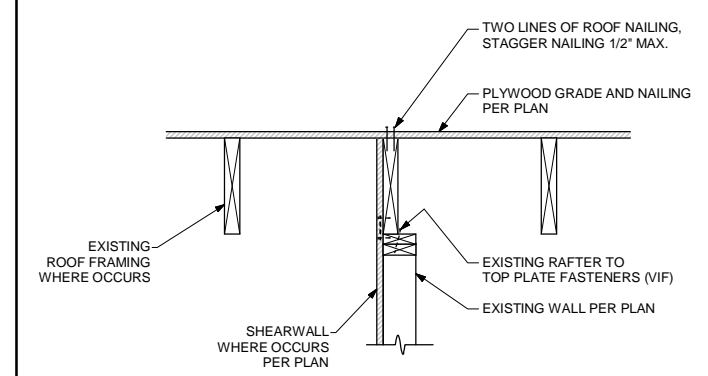 TWO LINES OF ROOF NAILING,
STAGGER NAILING 1/2" MAX.
PLYWOOD GRADE AND NAILING
PER PLAN
EXISTING
ROOF FRAMING
WHERE OCCURS
EXISTING RAFTER TO
TOP PLATE FASTENERS (VIF)
EXISTING WALL PER PLAN
SHEARWALL
WHERE OCCURS
PER PLAN